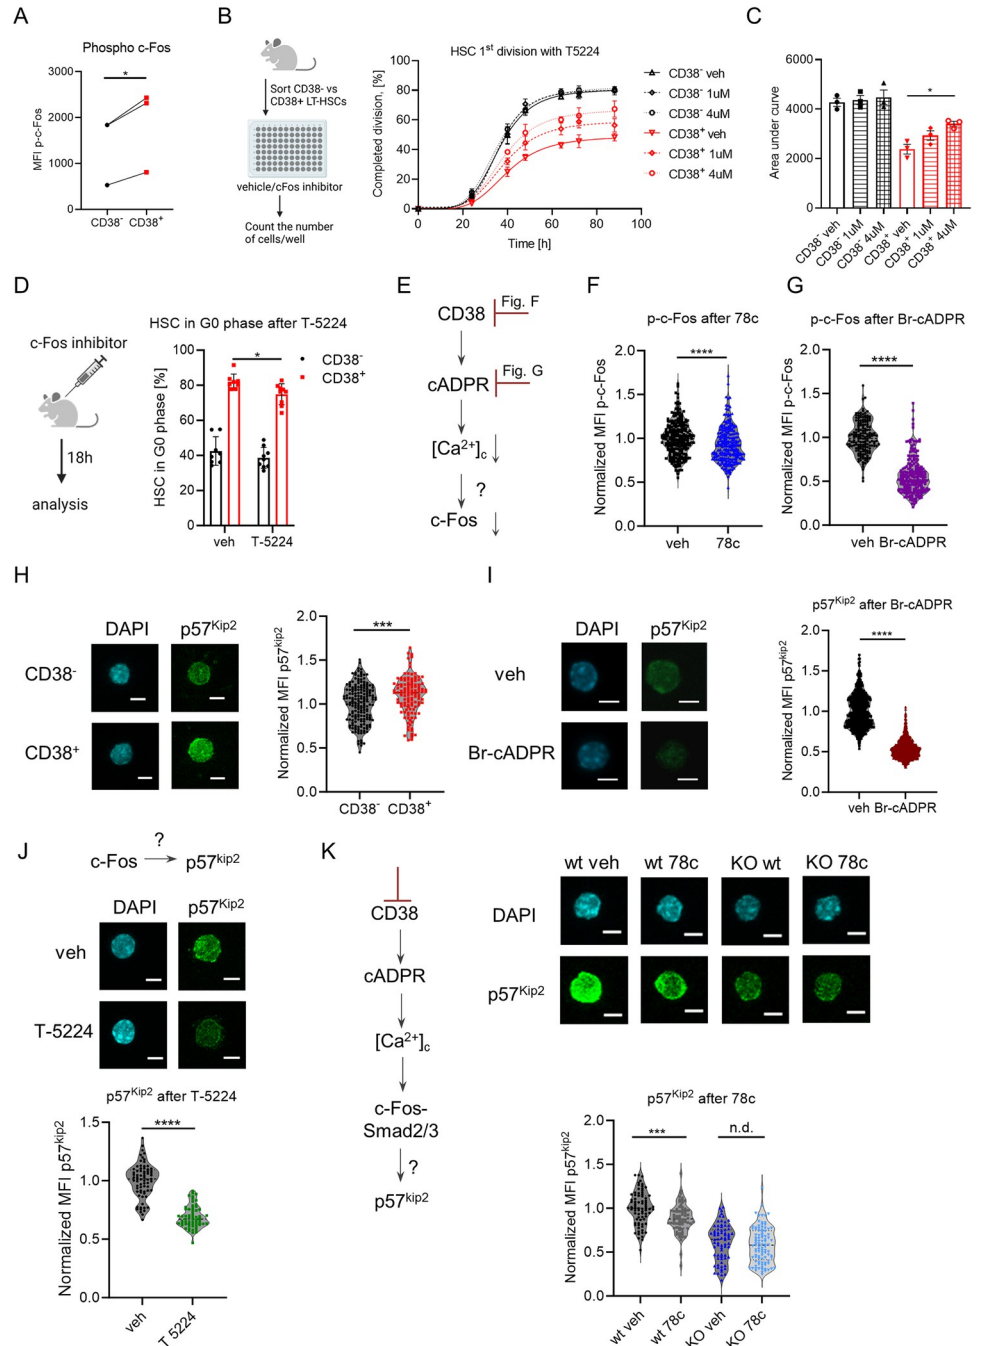 A
Phospho c-Fos
*
MFI p-c-Fos
3000
2000
1000
0
CD38⁻ CD38⁺
B
Sort CD38- vs
CD38+ LT-HSCs
vehicle/cFos inhibitor
Count the number
of cells/well
HSC 1st division with T5224
Completed division, [%]
100
80
60
40
20
0
0 20 40 60 80 100
Time [h]
CD38⁻ veh
CD38⁻ 1uM
CD38⁻ 4uM
CD38⁺ veh
CD38⁺ 1uM
CD38⁺ 4uM
C
Area under curve
6000
4000
2000
0
*
CD38⁻ veh
CD38⁻ 1uM
CD38⁻ 4uM
CD38⁺ veh
CD38⁺ 1uM
CD38⁺ 4uM
D
c-Fos inhibitor
18h
analysis
HSC in G0 phase after T-5224
HSC in G0 phase [%]
100
80
60
40
20
0
*
CD38⁻
CD38⁺
veh T-5224
E
CD38
Fig. F
cADPR
Fig. G
[Ca²⁺]c
?
c-Fos
F
p-c-Fos after 78c
Normalized MFI p-c-Fos
2.0
1.5
1.0
0.5
0.0
****
veh 78c
G
p-c-Fos after Br-cADPR
Normalized MFI p-c-Fos
2.0
1.5
1.0
0.5
0.0
****
veh Br-cADPR
H
DAPI p57Kip2
CD38⁻
CD38⁺
Normalized MFI p57kip2
2.0
1.5
1.0
0.5
0.0
***
CD38⁻ CD38⁺
I
DAPI p57Kip2
veh
Br-cADPR
p57Kip2 after Br-cADPR
Normalized MFI p57kip2
2.0
1.5
1.0
0.5
0.0
****
veh Br-cADPR
J
c-Fos ? p57kip2
DAPI p57Kip2
veh
T-5224
p57Kip2 after T-5224
Normalized MFI p57kip2
1.5
1.0
0.5
0.0
****
veh
T 5224
K
CD38
cADPR
[Ca²⁺]c
c-Fos-
Smad2/3
?
p57kip2
wt veh wt 78c KO wt KO 78c
DAPI
p57Kip2
p57Kip2 after 78c
Normalized MFI p57kip2
2.0
1.5
1.0
0.5
0.0
***
n.d.
wt veh
wt 78c
KO veh
KO 78c